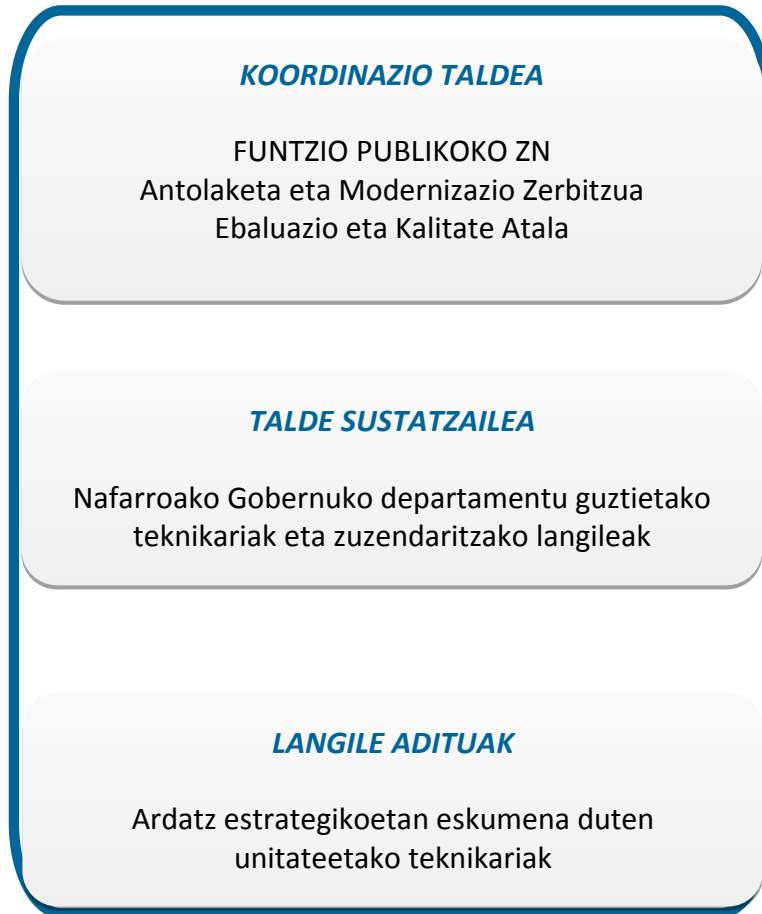 KOORDINAZIO TALDEA
FUNTZIO PUBLIKOKO ZN
Antolaketa eta Modernizazio Zerbitzua
Ebaluazio eta Kalitate Atala
TALDE SUSTATZAILEA
Nafarroako Gobernuko departamentu guztietako
teknikariak eta zuzendaritzako langileak
LANGILE ADITUAK
Ardatz estrategikoetan eskumena duten
unitateetako teknikariak